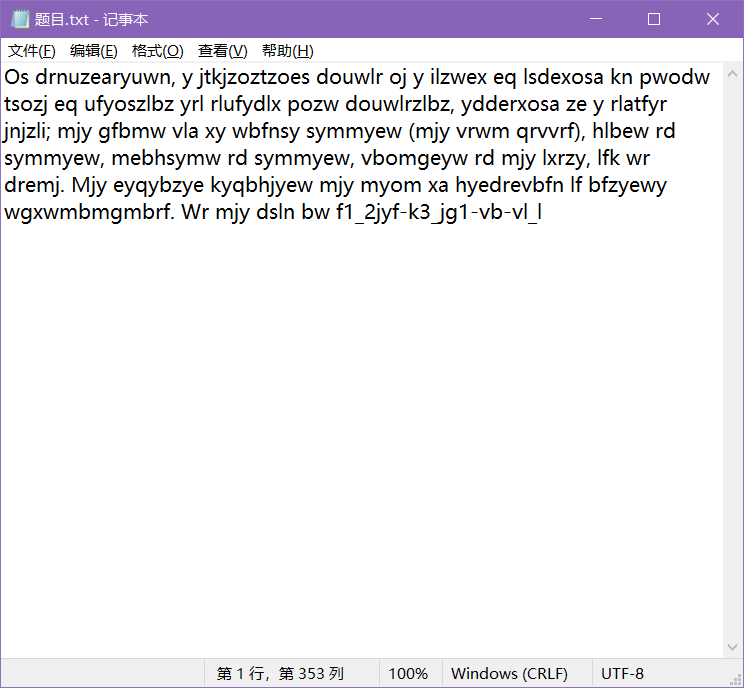 题目.txt - 记事本
文件(F) 编辑(E) 格式(O) 查看(V) 帮助(H)
Os drnuzearyuwn, y jtkjzoztzoes douwlr oj y ilzwex eq lsdexosa kn pwodw
tsozj eq ufyoszlbz yrl rlufydlx pozw douwlrzlbz, ydderxosa ze y rlatfyr
jnjzli; mjy gfbmw vla xy wbfnsy symmyew (mjy vrwm qrvvrf), hlbew rd
symmyew, mebhsymw rd symmyew, vbomgeyw rd mjy lxrzy, lfk wr
dremj. Mjy eyqybzye kyqbhjyew mjy myom xa hyedrevbfn lf bfzyewy
wgxwmbmgmbrf. Wr mjy dsln bw f1_2jyf-k3_jg1-vb-vl_l
第 1 行，第 353 列 100% Windows (CRLF) UTF-8